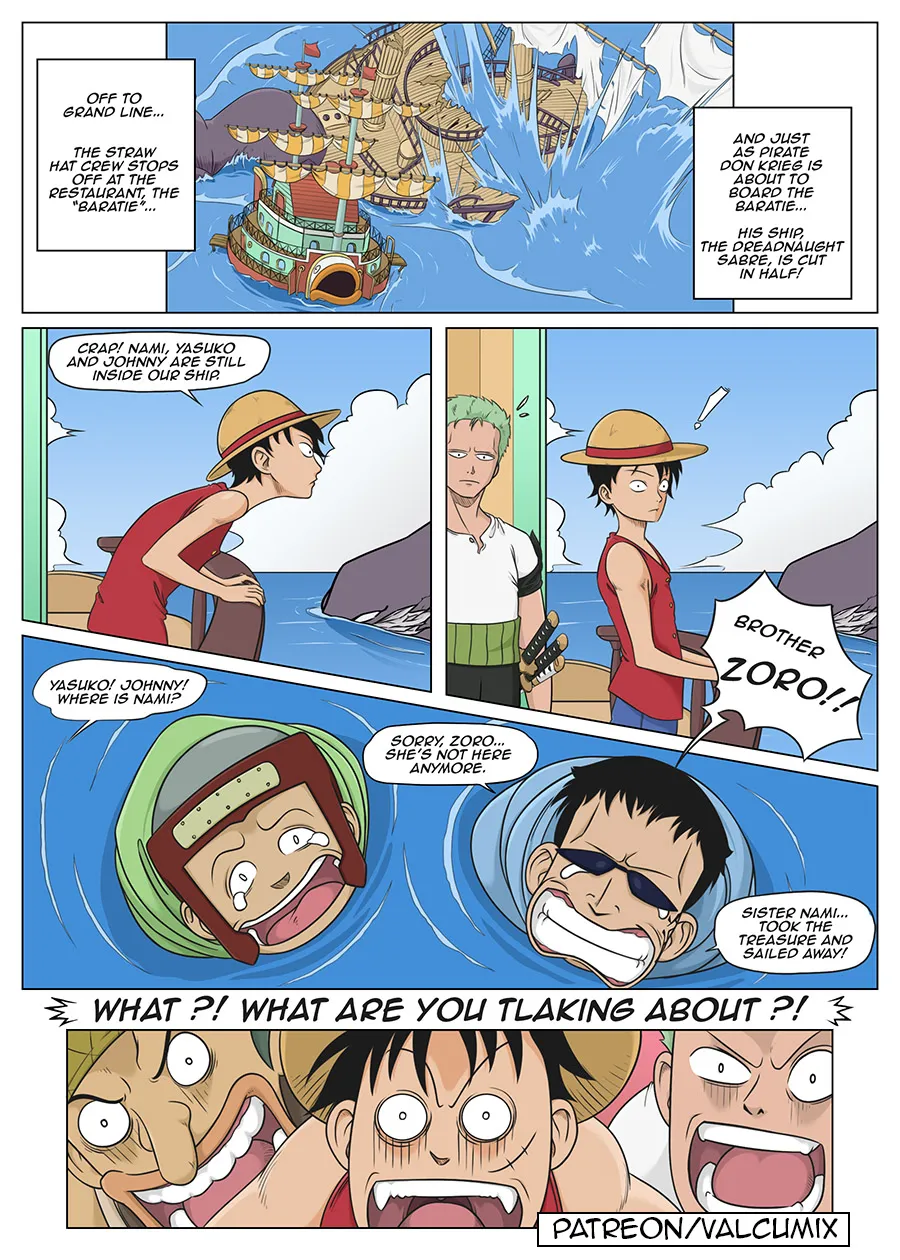 OFF TO
GRAND LINE...
THE STRAW
HAT CREW STOPS
OFF AT THE
RESTAURANT, THE
"BARATIE"...
AND JUST
AS PIRATE
DON KRIEG IS
ABOUT TO
BOARD THE
BARATIE...
HIS SHIP,
THE DREADNAUGHT
SABRE, IS CUT
IN HALF!
CRAP! NAMI, YASUKO
AND JOHNNY ARE STILL
INSIDE OUR SHIP.
!
BROTHER
ZORO!!
YASUKO! JOHNNY!
WHERE IS NAMI?
SORRY, ZORO...
SHE'S NOT HERE
ANYMORE.
SISTER NAMI...
TOOK THE
TREASURE AND
SAILED AWAY!
WHAT ?! WHAT ARE YOU TLAKING ABOUT ?!
PATREON/VALCUMIX